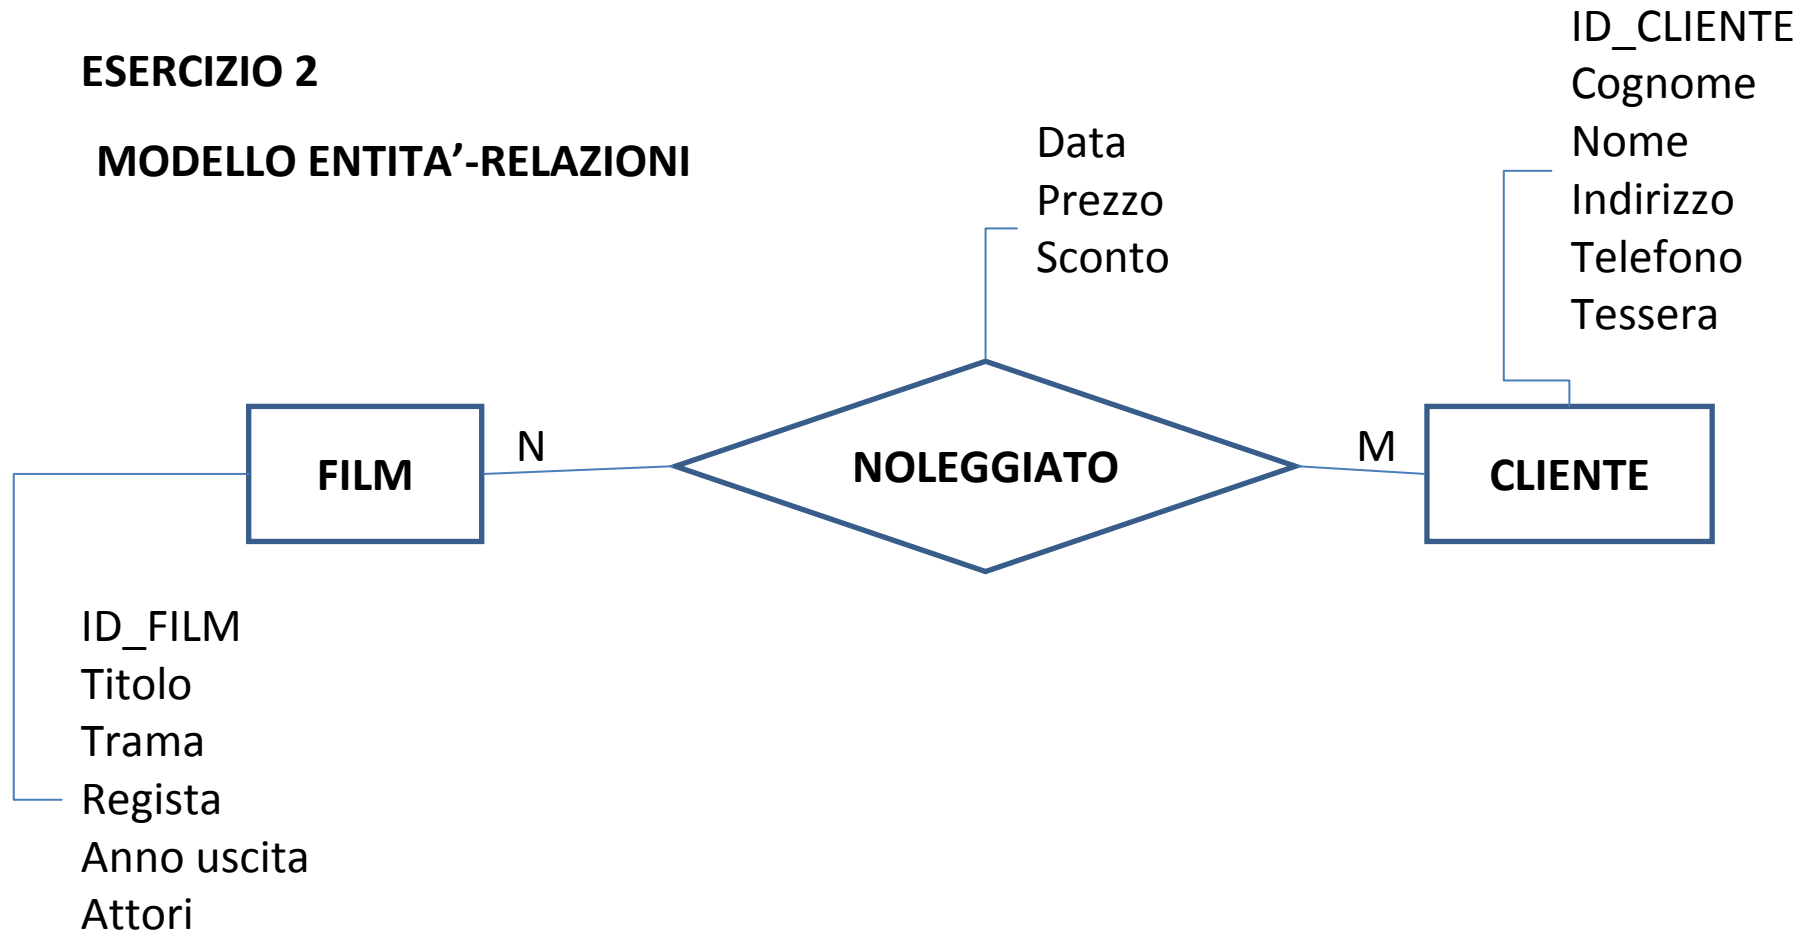 ESERCIZIO 2
MODELLO ENTITA’-RELAZIONI
Data
Prezzo
Sconto
ID_CLIENTE
Cognome
Nome
Indirizzo
Telefono
Tessera
FILM
N
NOLEGGIATO
M
CLIENTE
ID_FILM
Titolo
Trama
Regista
Anno uscita
Attori